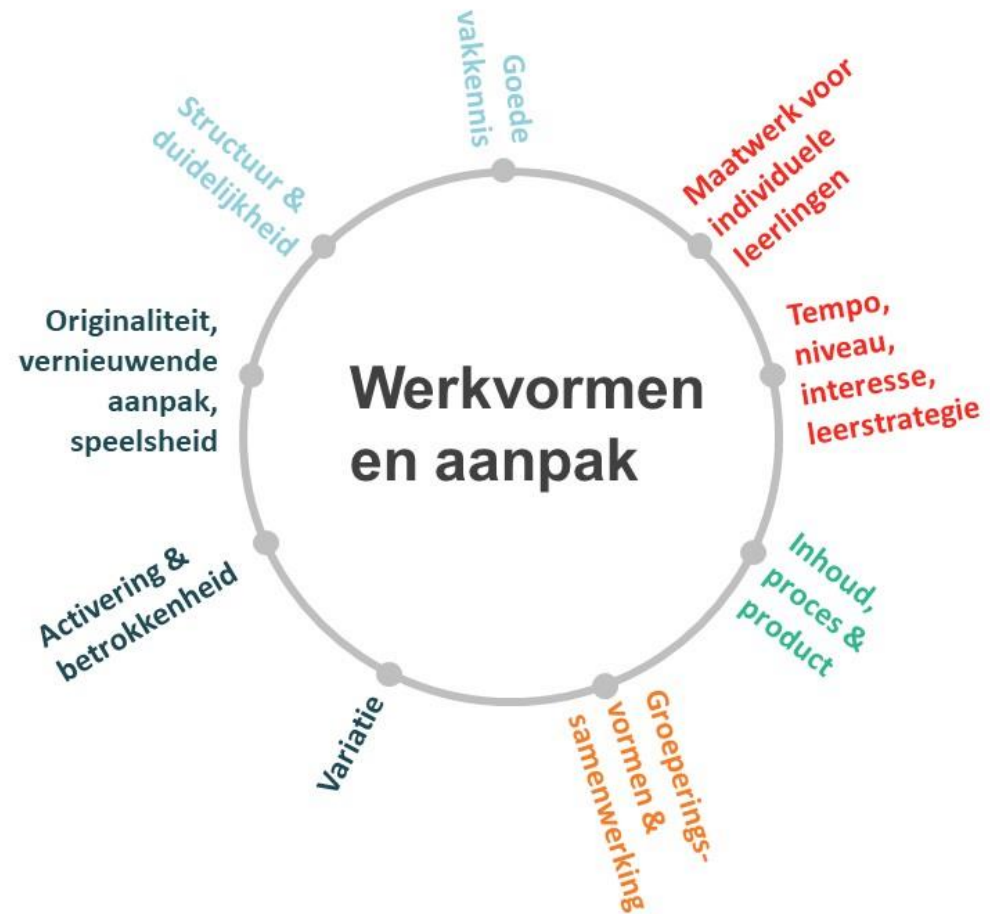 Werkvormen
en aanpak
Goede
vakkennis
Maatwerk voor
individuele
leerlingen
Tempo,
niveau,
interesse,
leerstrategie
Inhoud,
proces &
product
Groeperings-
vormen &
samenwerking
Variatie
Activering &
betrokkenheid
Originaliteit,
vernieuwende
aanpak,
speelsheid
Structuur &
duidelijkheid